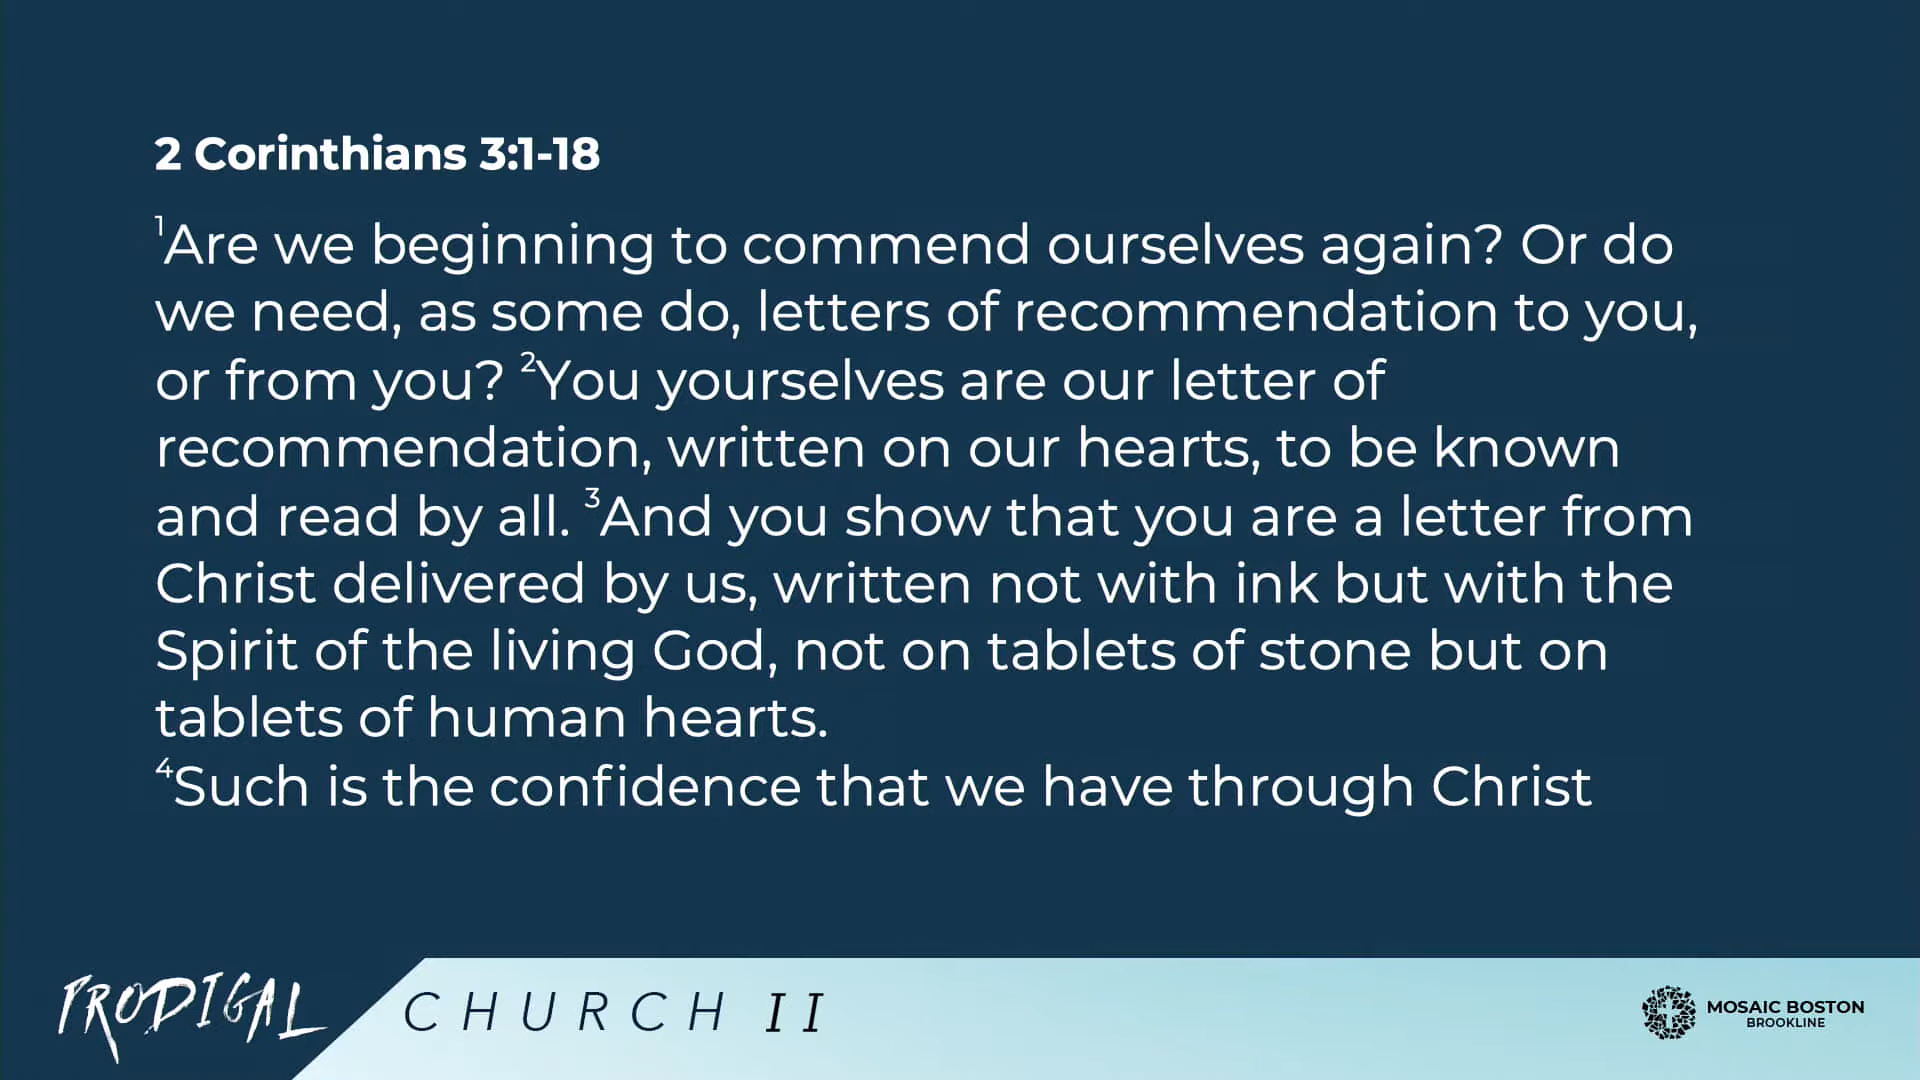 2 Corinthians 3:1-18
1Are we beginning to commend ourselves again? Or do
we need, as some do, letters of recommendation to you,
or from you? 2You yourselves are our letter of
recommendation, written on our hearts, to be known
and read by all. 3And you show that you are a letter from
Christ delivered by us, written not with ink but with the
Spirit of the living God, not on tablets of stone but on
tablets of human hearts.
4Such is the confidence that we have through Christ
PRODIGAL CHURCH II
MOSAIC BOSTON
BROOKLINE